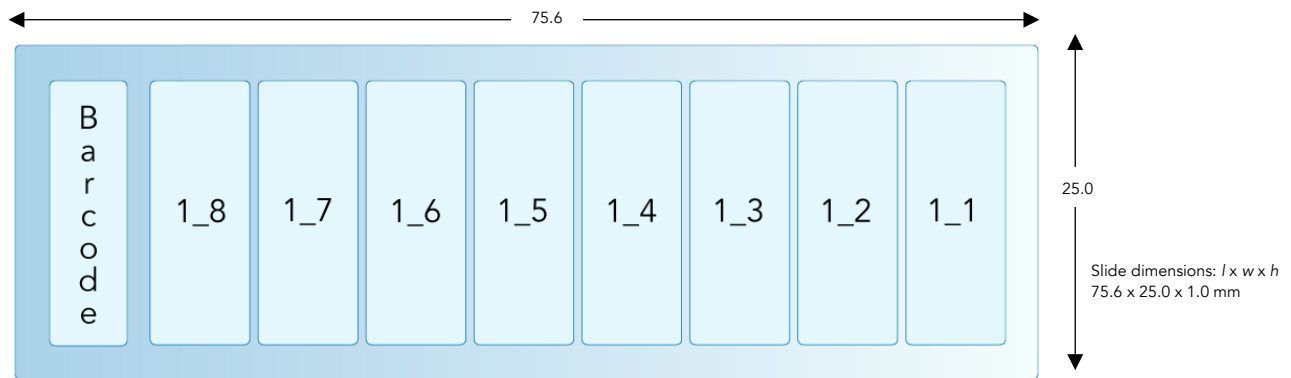 75.6
Barcode
1_8 1_7 1_6 1_5 1_4 1_3 1_2 1_1
25.0
Slide dimensions: l x w x h
75.6 x 25.0 x 1.0 mm